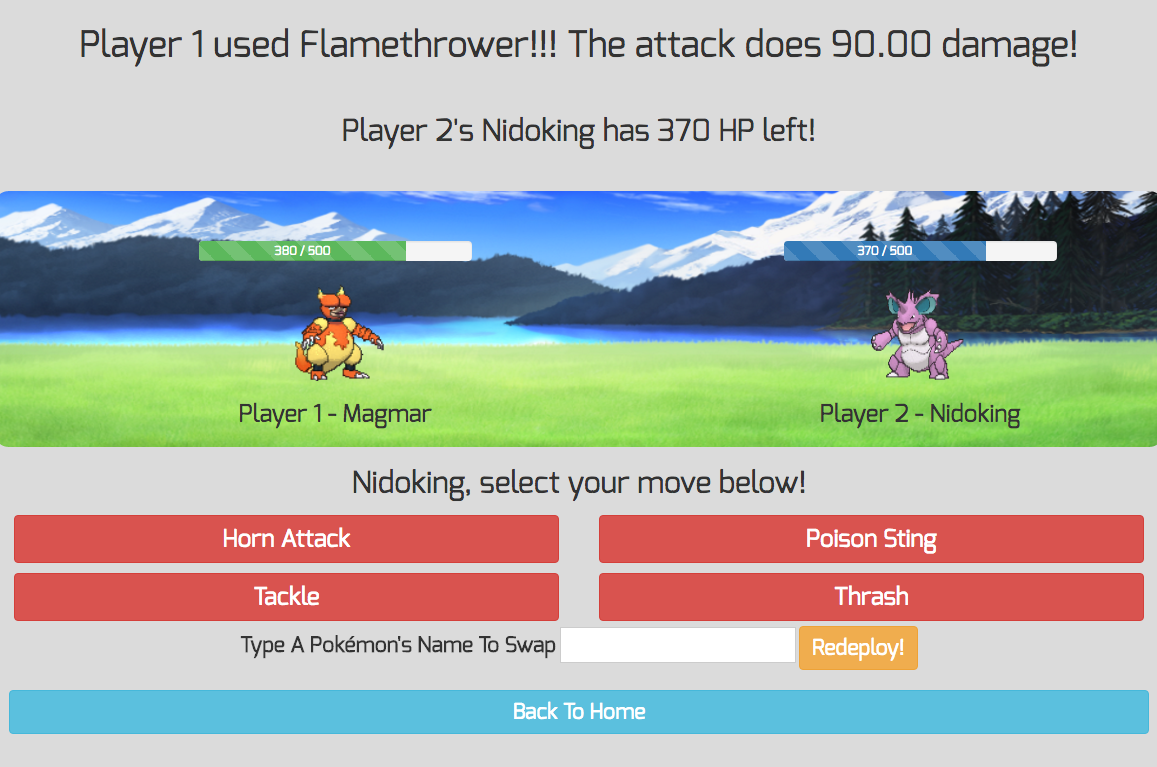 Player 1 used Flamethrower!!! The attack does 90.00 damage!
Player 2's Nidoking has 370 HP left!
380 / 500
370 / 500
Player 1 - Magmar
Player 2 - Nidoking
Nidoking, select your move below!
Horn Attack
Poison Sting
Tackle
Thrash
Type A Pokémon's Name To Swap
Redeploy!
Back To Home